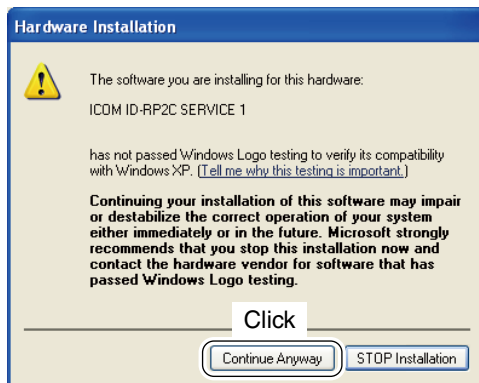 Hardware Installation
The software you are installing for this hardware:
ICOM ID-RP2C SERVICE 1
has not passed Windows Logo testing to verify its compatibility
with Windows XP. (Tell me why this testing is important.)
Continuing your installation of this software may impair
or destabilize the correct operation of your system
either immediately or in the future. Microsoft strongly
recommends that you stop this installation now and
contact the hardware vendor for software that has
passed Windows Logo testing.
Click
Continue Anyway
STOP Installation